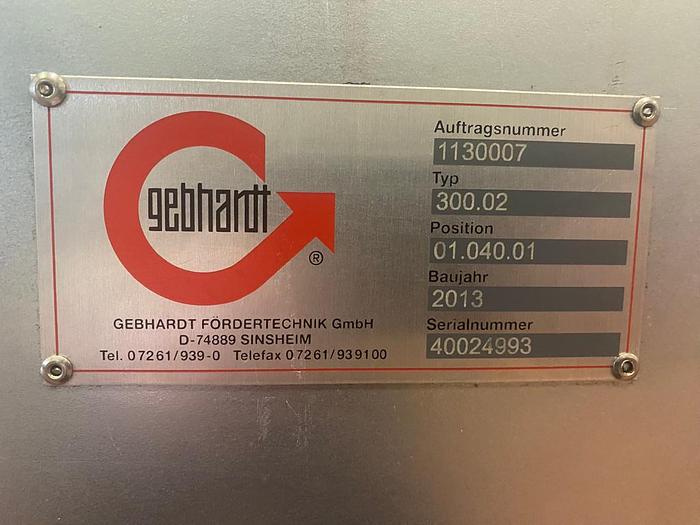 gebhardt
®
GEBHARDT FÖRDERTECHNIK GmbH
D-74889 SINSHEIM
Tel. 07261/939-0 Telefax 07261/939100
Auftragsnummer
1130007
Typ
300.02
Position
01.040.01
Baujahr
2013
Serialnummer
40024993